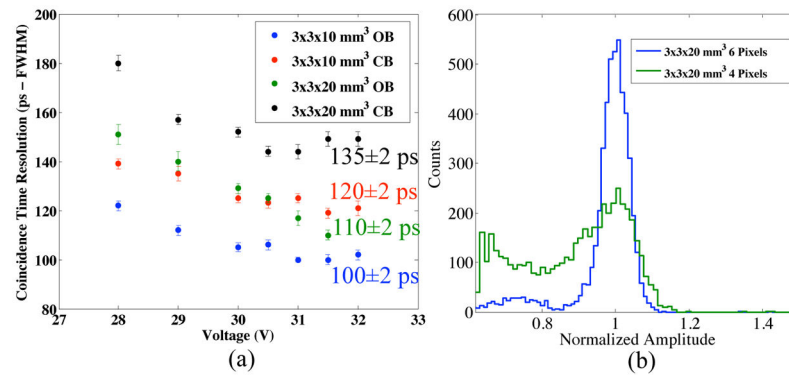 Coincidence Time Resolution (ps – FWHM)
200
180
160
140
120
100
80
3x3x10 mm³ OB
3x3x10 mm³ CB
3x3x20 mm³ OB
3x3x20 mm³ CB
135±2 ps
120±2 ps
110±2 ps
100±2 ps
27 28 29 30 31 32 33
Voltage (V)
(a)
Counts
600
500
400
300
200
100
0
3x3x20 mm³ 6 Pixels
3x3x20 mm³ 4 Pixels
0.8 1 1.2 1.4
Normalized Amplitude
(b)